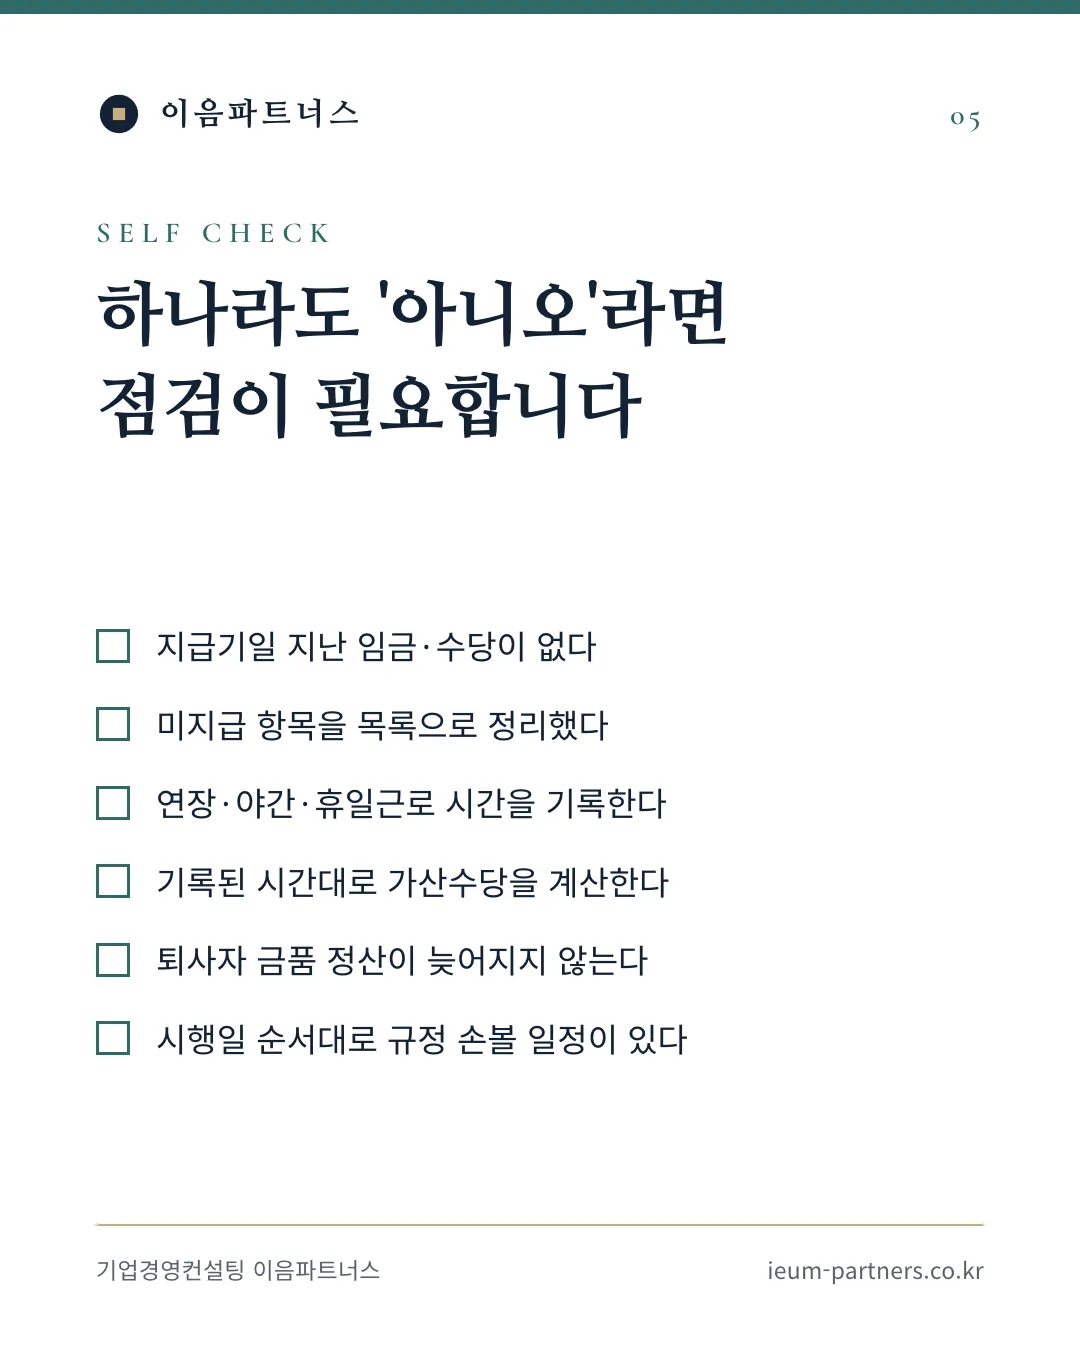 이음파트너스
05
SELF CHECK
하나라도 '아니오'라면
점검이 필요합니다
지급기일 지난 임금·수당이 없다
미지급 항목을 목록으로 정리했다
연장·야간·휴일근로 시간을 기록한다
기록된 시간대로 가산수당을 계산한다
퇴사자 금품 정산이 늦어지지 않는다
시행일 순서대로 규정 손볼 일정이 있다
기업경영컨설팅 이음파트너스
ieum-partners.co.kr